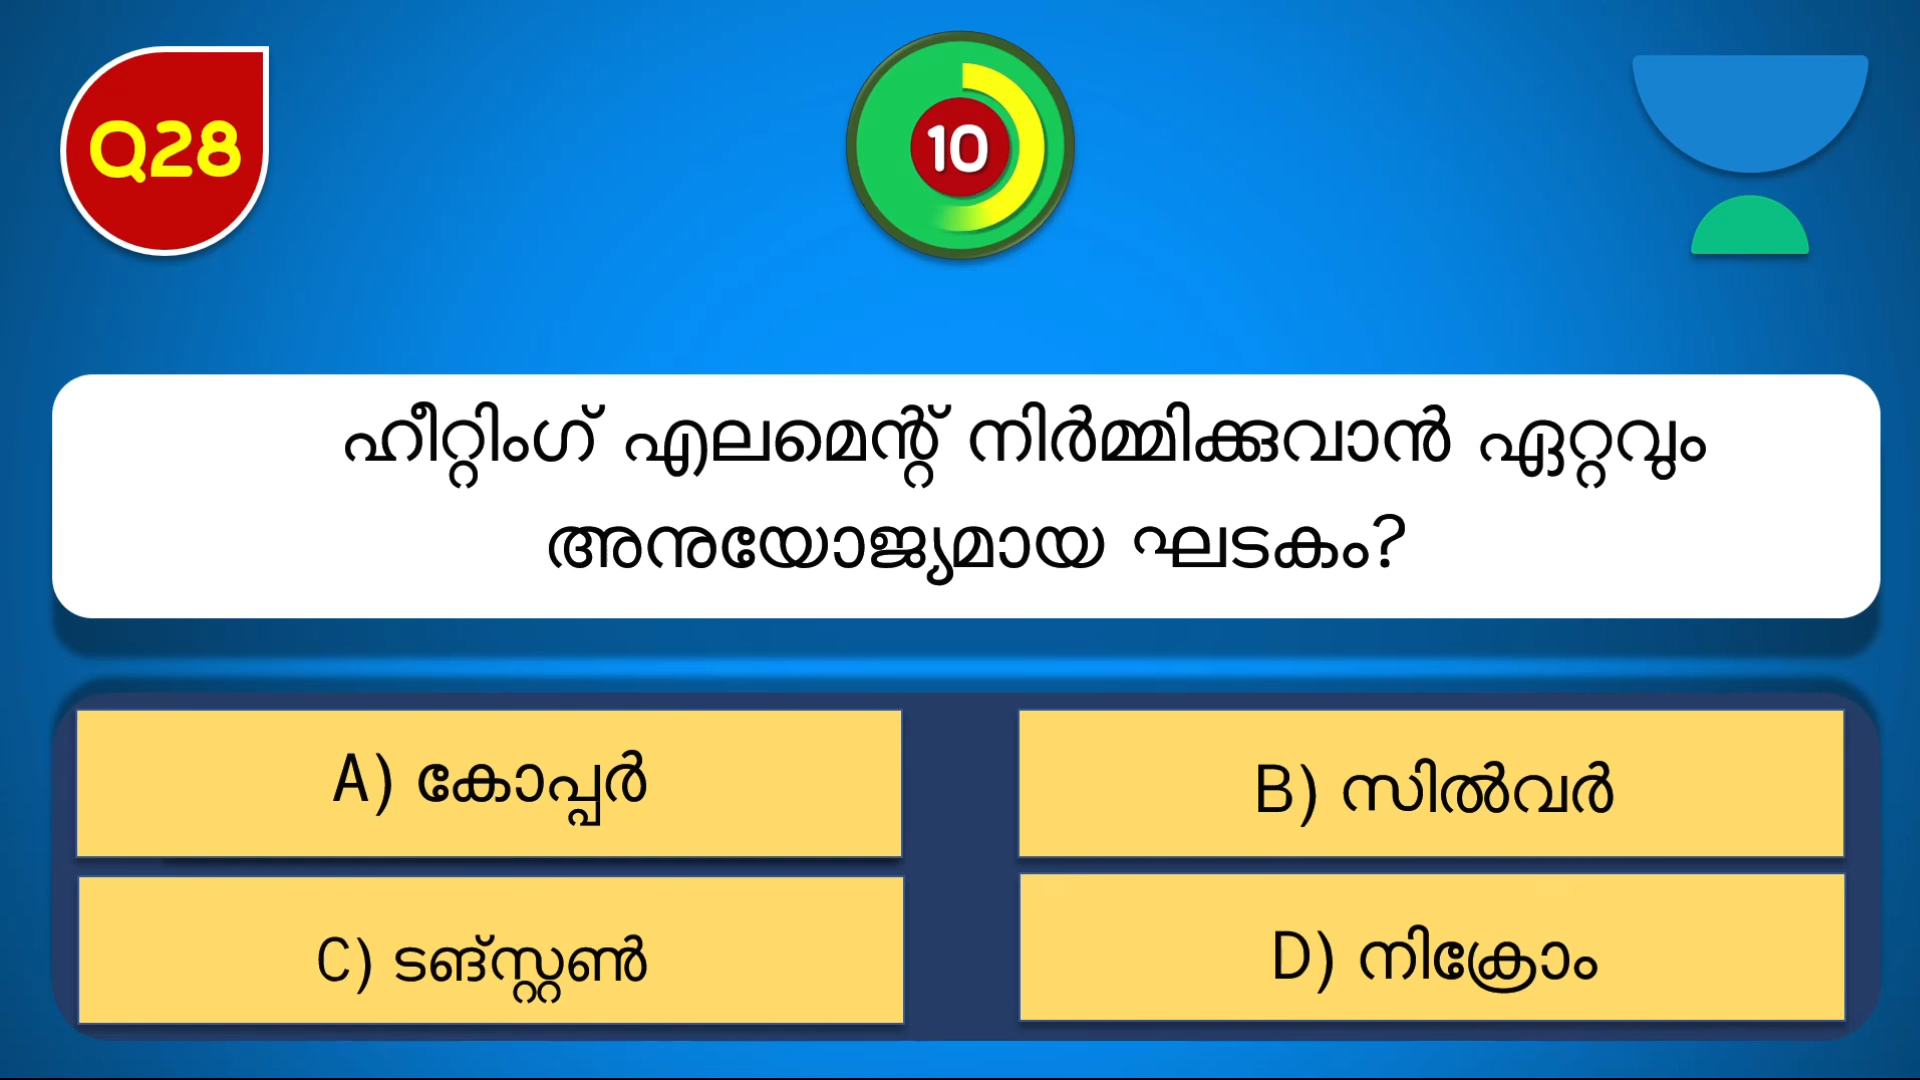 Q28
10
ഹീറ്റിംഗ് എലമെന്റ് നിർമ്മിക്കുവാൻ ഏറ്റവും
അനുയോജ്യമായ ഘടകം?
A) കോപ്പർ
B) സിൽവർ
C) ടങ്സ്റ്റൺ
D) നിക്രോം